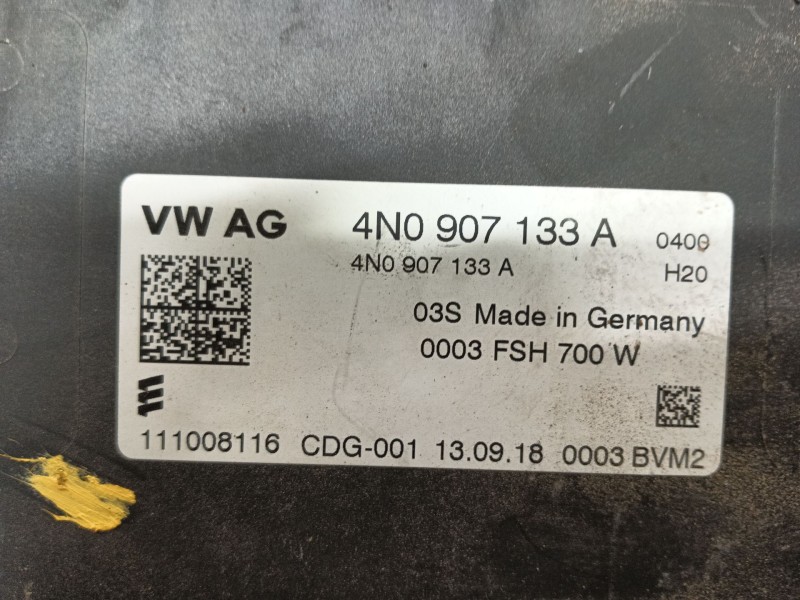 VW AG 4N0 907 133 A 0400
4N0 907 133 A H20
03S Made in Germany
0003 FSH 700 W
111008116 CDG-001 13.09.18 0003 BVM2